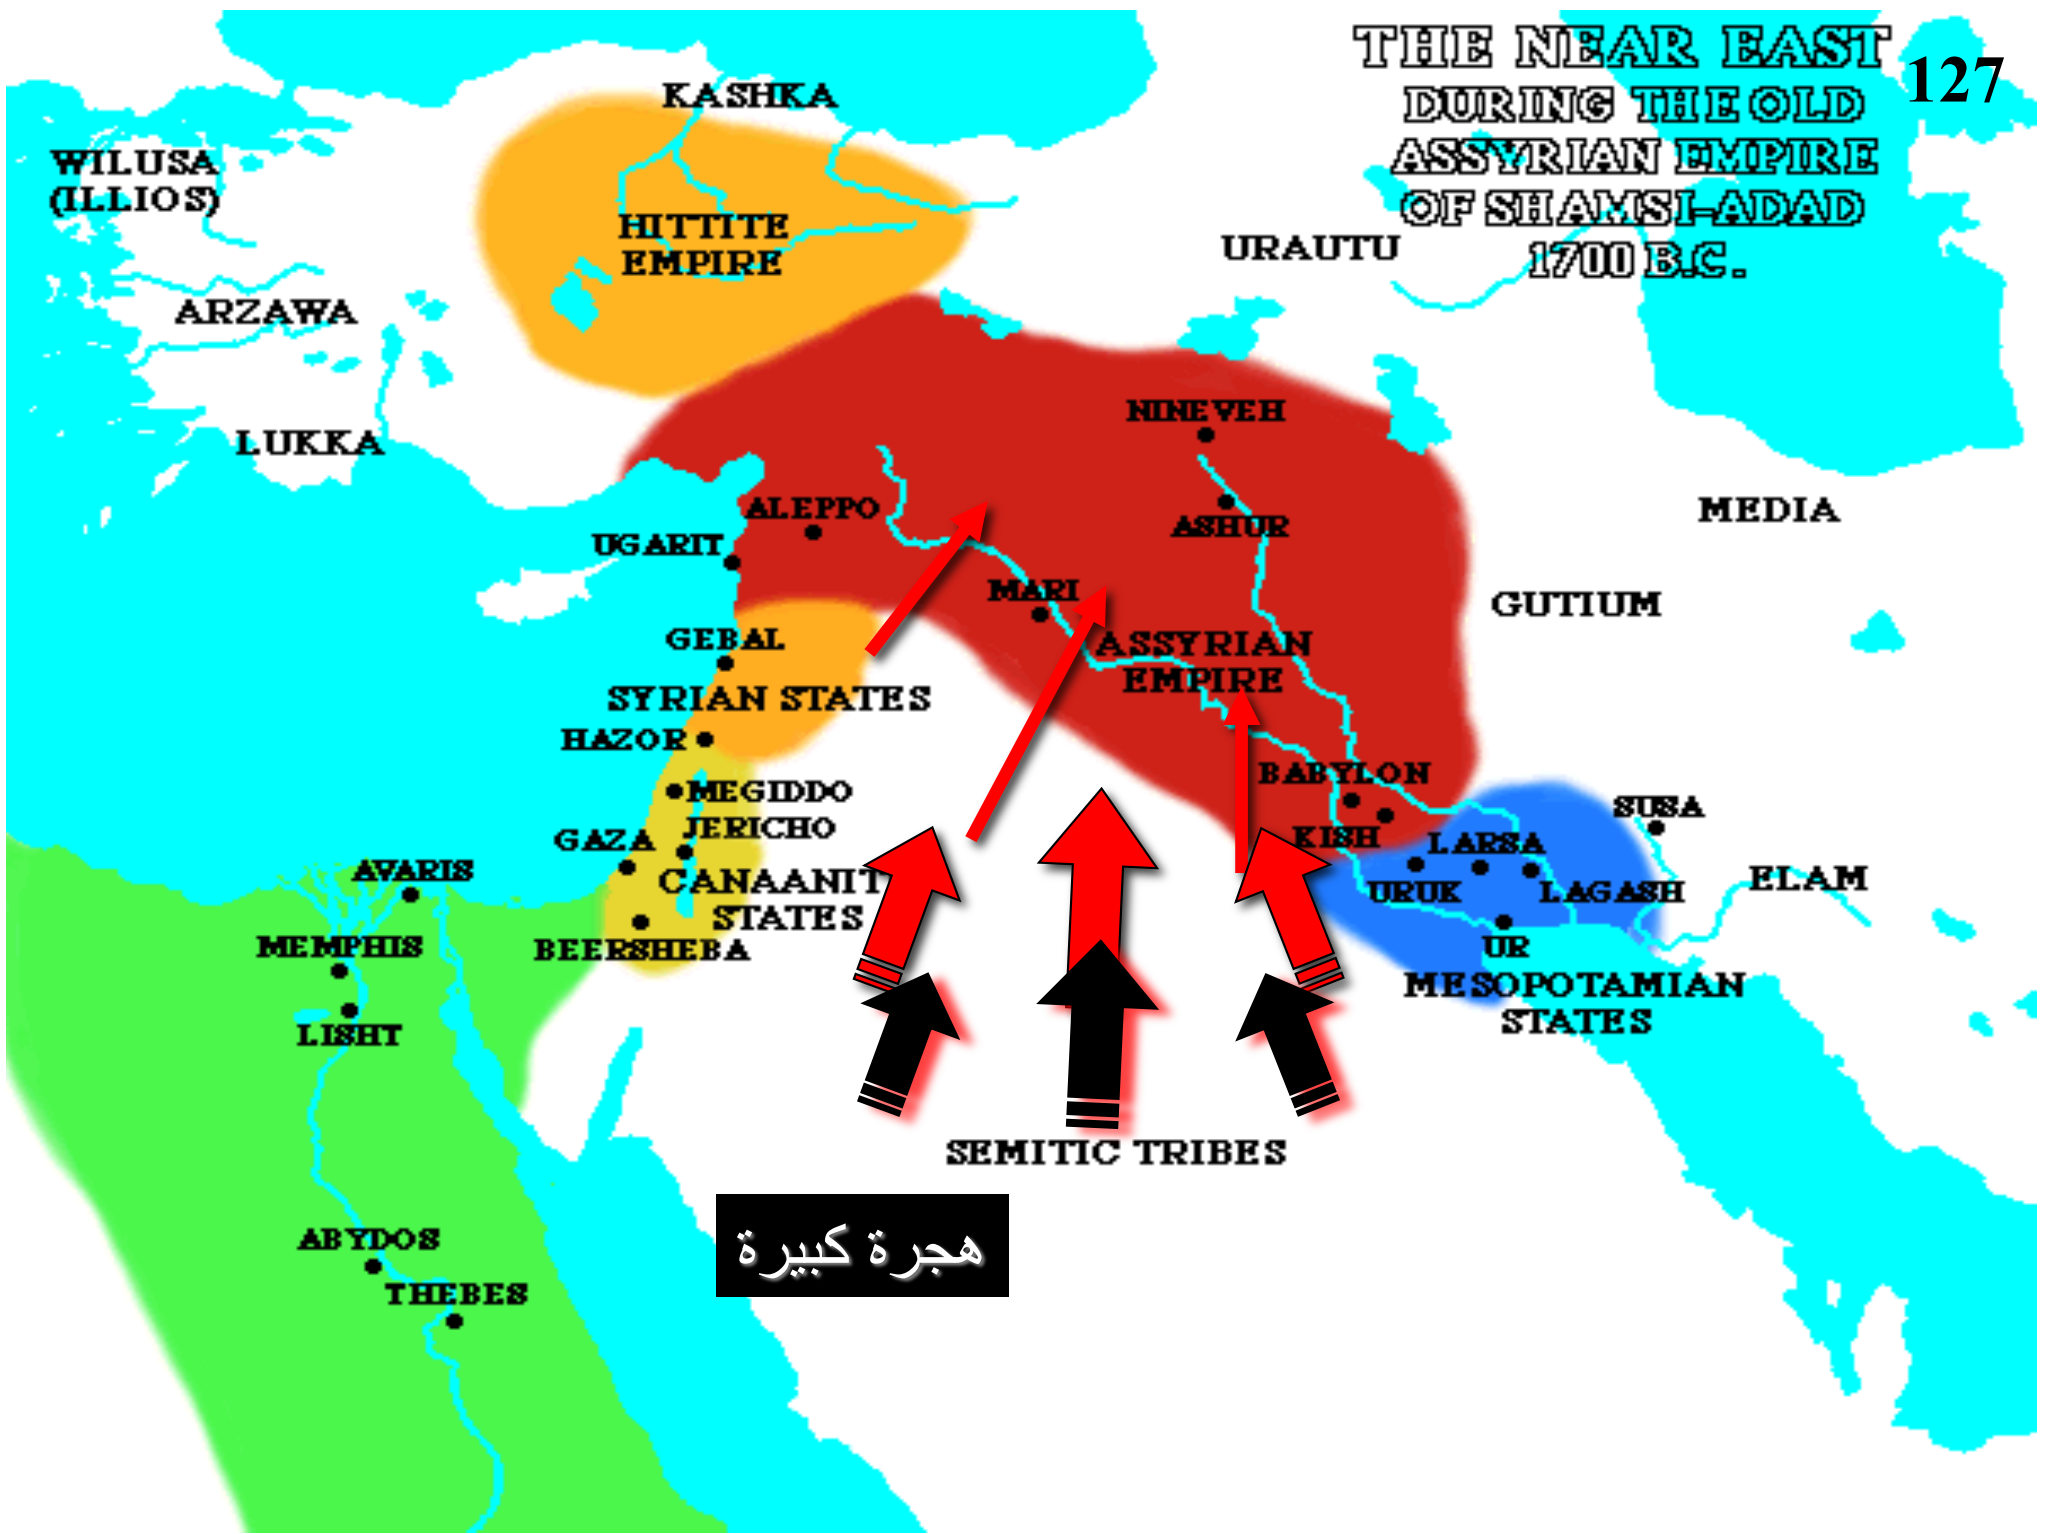 THE NEAR EAST
DURING THE OLD
ASSYRIAN EMPIRE
OF SHAMSI-ADAD
1700 B.C.
127
KASHKA
WILUSA
(ILLIOS)
HITTITE
EMPIRE
URAUTU
ARZAWA
LUKKA
NINEVEH
ALEPPO
ASHUR
MEDIA
UGARIT
MARI
GUTIUM
GEBAL
ASSYRIAN
EMPIRE
SYRIAN STATES
HAZOR
BABYLON
MEGIDDO
SUSA
JERICHO
GAZA
KISH
LARSA
AVARIS
CANAANIT
STATES
URUK
LAGASH
ELAM
MEMPHIS
BEERSHEBA
UR
MESOPOTAMIAN
STATES
LISHT
SEMITIC TRIBES
هجرة كبيرة
ABYDOS
THEBES